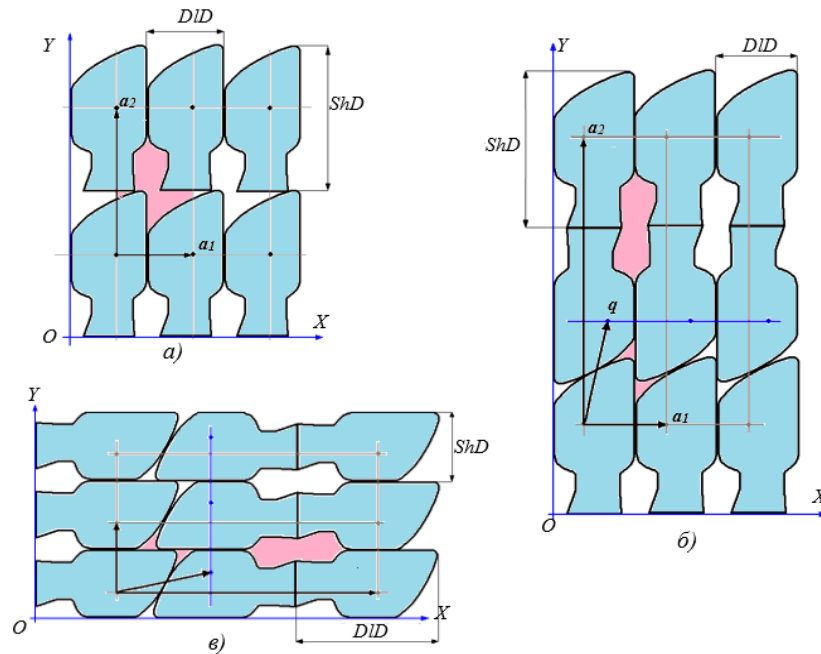 Y
DlD
a2
ShD
a1
O
X
а)
Y
DlD
a2
ShD
q
a1
O
X
б)
Y
ShD
O
X
DlD
в)